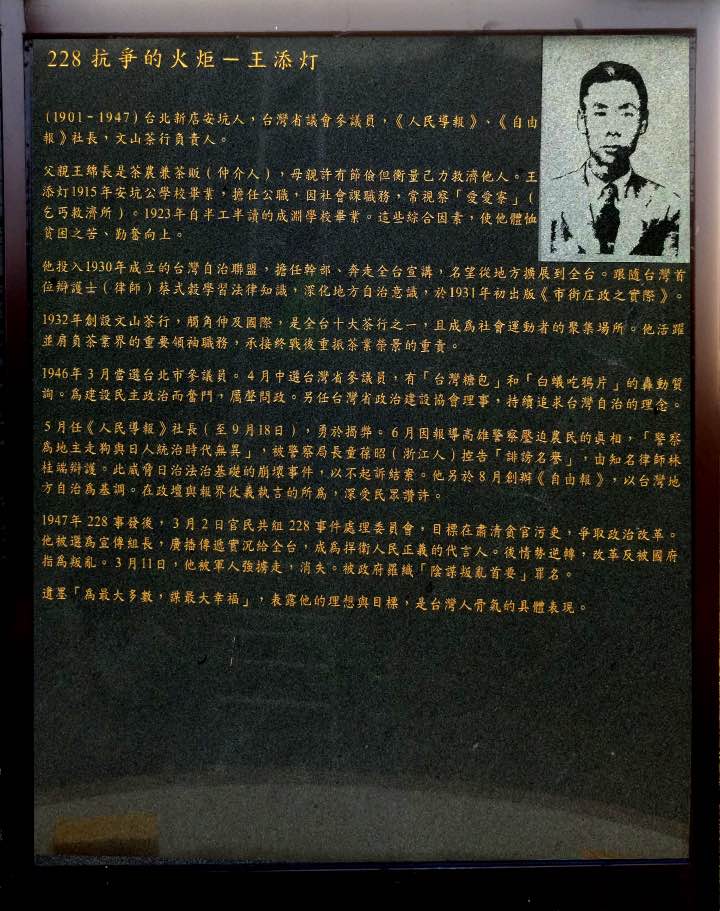 228 抗爭的火炬－王添灯
(1901-1947) 台北新店安坑人，台灣省議會參議員，《人民導報》、《自由
報》社長，文山茶行負責人。
父親王綿長是茶農兼茶販（仲介人），母親許有節儉但衡量己力救濟他人。王
添灯1915年安坑公學校畢業，擔任公職，因社會課職務，常視察「愛愛寮」（
乞丐救濟所）。1923年自半工半讀的成淵學校畢業。這些綜合因素，使他體恤
貧困之苦、勤奮向上。
他投入1930年成立的台灣自治聯盟，擔任幹部、奔走全台宣講，名望從地方擴展到全台。跟隨台灣首
位辯護士（律師）蔡式穀學習法律知識，深化地方自治意識，於1931年初出版《市街庄政之實際》。
1932年創設文山茶行，觸角伸及國際，是全台十大茶行之一，且成為社會運動者的聚集場所。他活躍
並肩負茶業界的重要領袖職務，承接終戰後重振茶業榮景的重責。
1946年3月當選台北市參議員。4月中選台灣省參議員，有「台灣糖包」和「白蟻吃鴉片」的轟動質
詢。為建設民主政治而奮鬥，厲聲問政。另任台灣省政治建設協會理事，持續追求台灣自治的理念。
5月任《人民導報》社長（至9月18日），勇於揭弊。6月因報導高雄警察壓迫農民的真相，「警察
為地主走狗與日人統治時代無異」，被警察局長童葆昭（浙江人）控告「誹謗名譽」，由知名律師林
桂端辯護。此威脅日治法治基礎的崩壞事件，以不起訴結案。他另於8月創辦《自由報》，以台灣地
方自治為基調。在政壇與報界仗義執言的所為，深受民眾讚許。
1947年228事發後，3月2日官民共組228事件處理委員會，目標在肅清貪官污吏，爭取政治改革。
他被選為宣傳組長，廣播傳遞實況給全台，成為捍衛人民正義的代言人。後情勢逆轉，改革反被國府
指為叛亂。3月11日，他被軍人強擄走，消失。被政府羅織「陰謀叛亂首要」罪名。
遺墨「為最大多數，謀最大幸福」，表露他的理想與目標，是台灣人骨氣的具體表現。